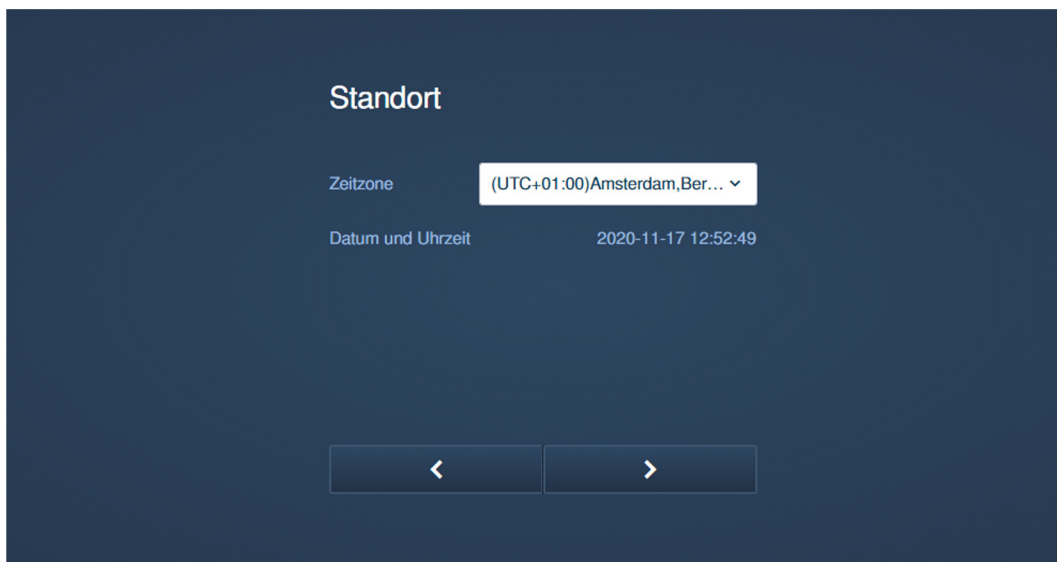 Standort
Zeitzone (UTC+01:00)Amsterdam,Ber...
Datum und Uhrzeit 2020-11-17 12:52:49